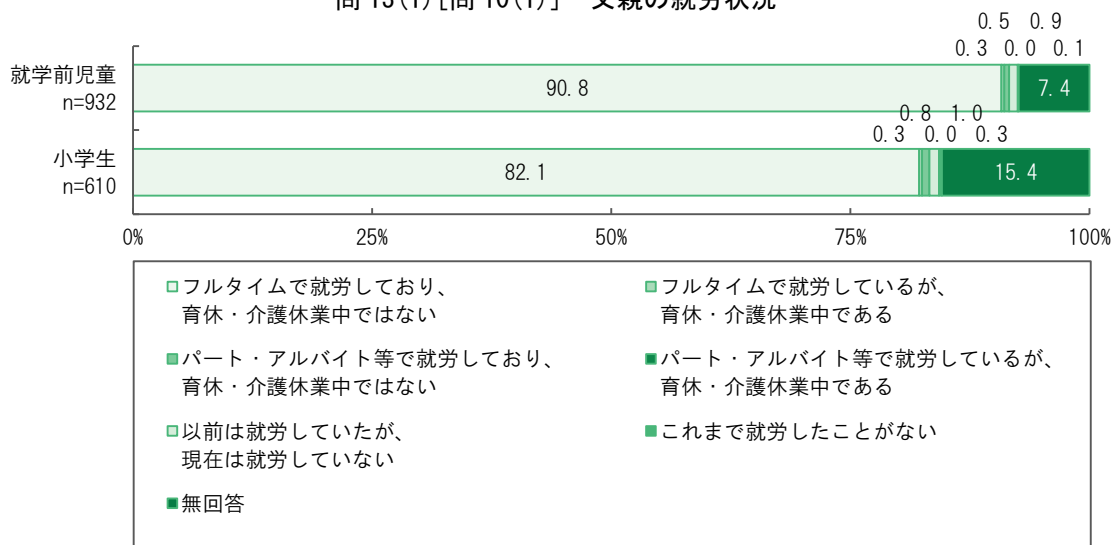 問 13(1)[問 10(1)] 父親の就労状況
0.5 0.9
0.3 0.0 0.1
就学前児童
n=932
90.8
7.4
0.8 1.0
0.3 0.0 0.3
小学生
n=610
82.1
15.4
0% 25% 50% 75% 100%
フルタイムで就労しており、
育休・介護休業中ではない
フルタイムで就労しているが、
育休・介護休業中である
パート・アルバイト等で就労しており、
育休・介護休業中ではない
パート・アルバイト等で就労しているが、
育休・介護休業中である
以前は就労していたが、
現在は就労していない
これまで就労したことがない
無回答